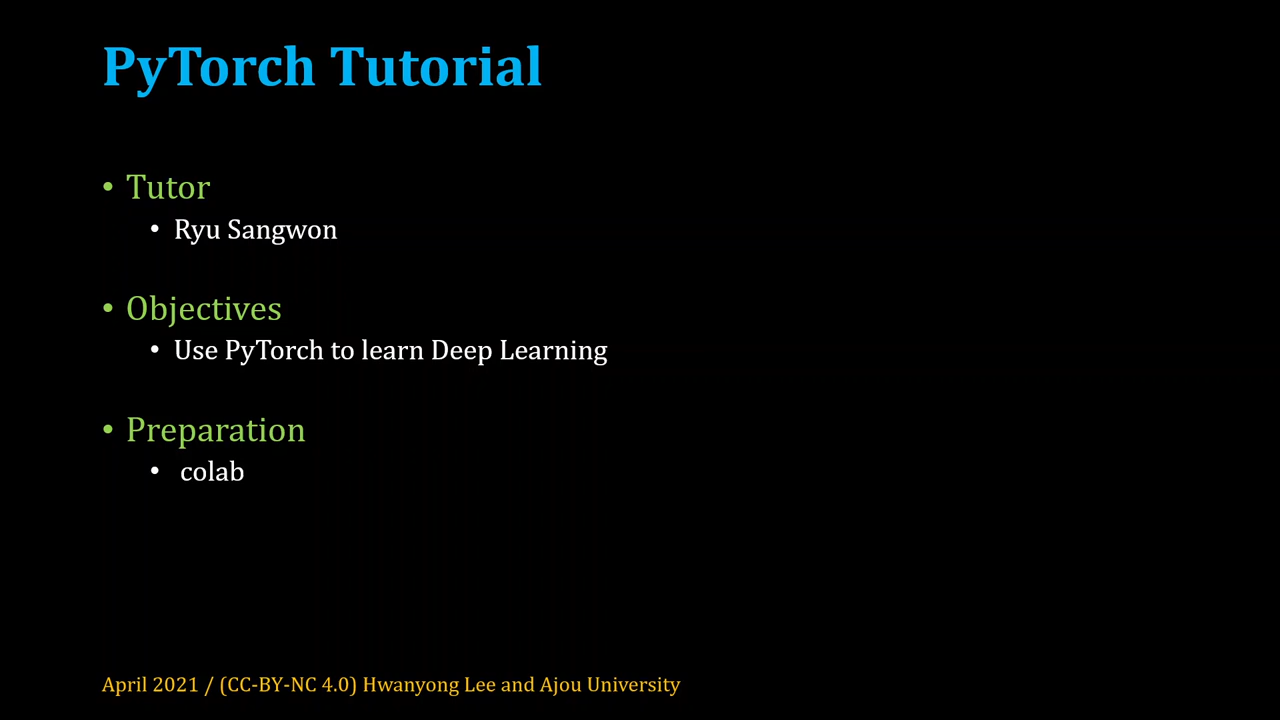 PyTorch Tutorial
• Tutor
• Ryu Sangwon
• Objectives
• Use PyTorch to learn Deep Learning
• Preparation
• colab
April 2021 / (CC-BY-NC 4.0) Hwanyong Lee and Ajou University